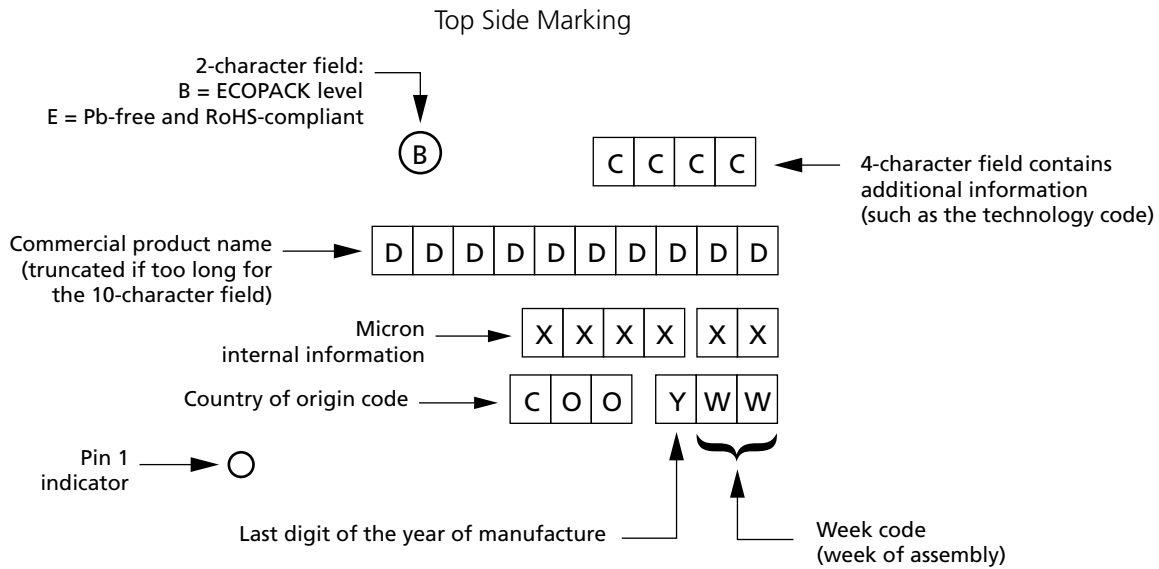 Top Side Marking
2-character field:
B = ECOPACK level
E = Pb-free and RoHS-compliant
B
C C C C
4-character field contains
additional information
(such as the technology code)
Commercial product name
(truncated if too long for
the 10-character field)
D D D D D D D D D D
Micron
internal information
X X X X X X
Country of origin code
C O O Y W W
Pin 1
indicator
Last digit of the year of manufacture
Week code
(week of assembly)